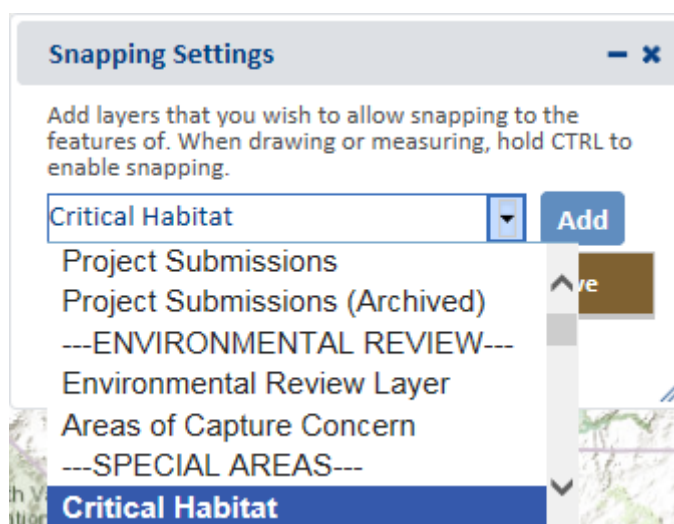 Snapping Settings
Add layers that you wish to allow snapping to the
features of. When drawing or measuring, hold CTRL to
enable snapping.
Critical Habitat
Add
Project Submissions
Project Submissions (Archived)
---ENVIRONMENTAL REVIEW---
Environmental Review Layer
Areas of Capture Concern
---SPECIAL AREAS---
Critical Habitat